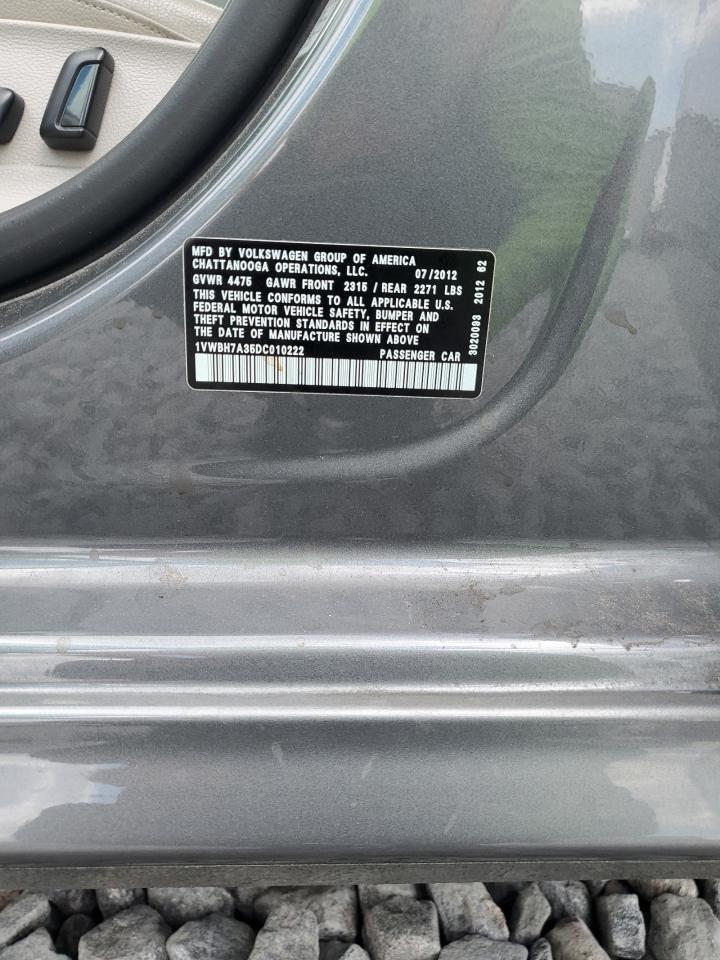 MFD BY VOLKSWAGEN GROUP OF AMERICA
CHATTANOOGA OPERATIONS, LLC. 07/2012
GVWR 4475 GAWR FRONT 2315 / REAR 2271 LBS
THIS VEHICLE CONFORMS TO ALL APPLICABLE U.S.
FEDERAL MOTOR VEHICLE SAFETY, BUMPER AND
THEFT PREVENTION STANDARDS IN EFFECT ON
THE DATE OF MANUFACTURE SHOWN ABOVE
1VWBH7A35DC010222 PASSENGER CAR
3020093 2012 62